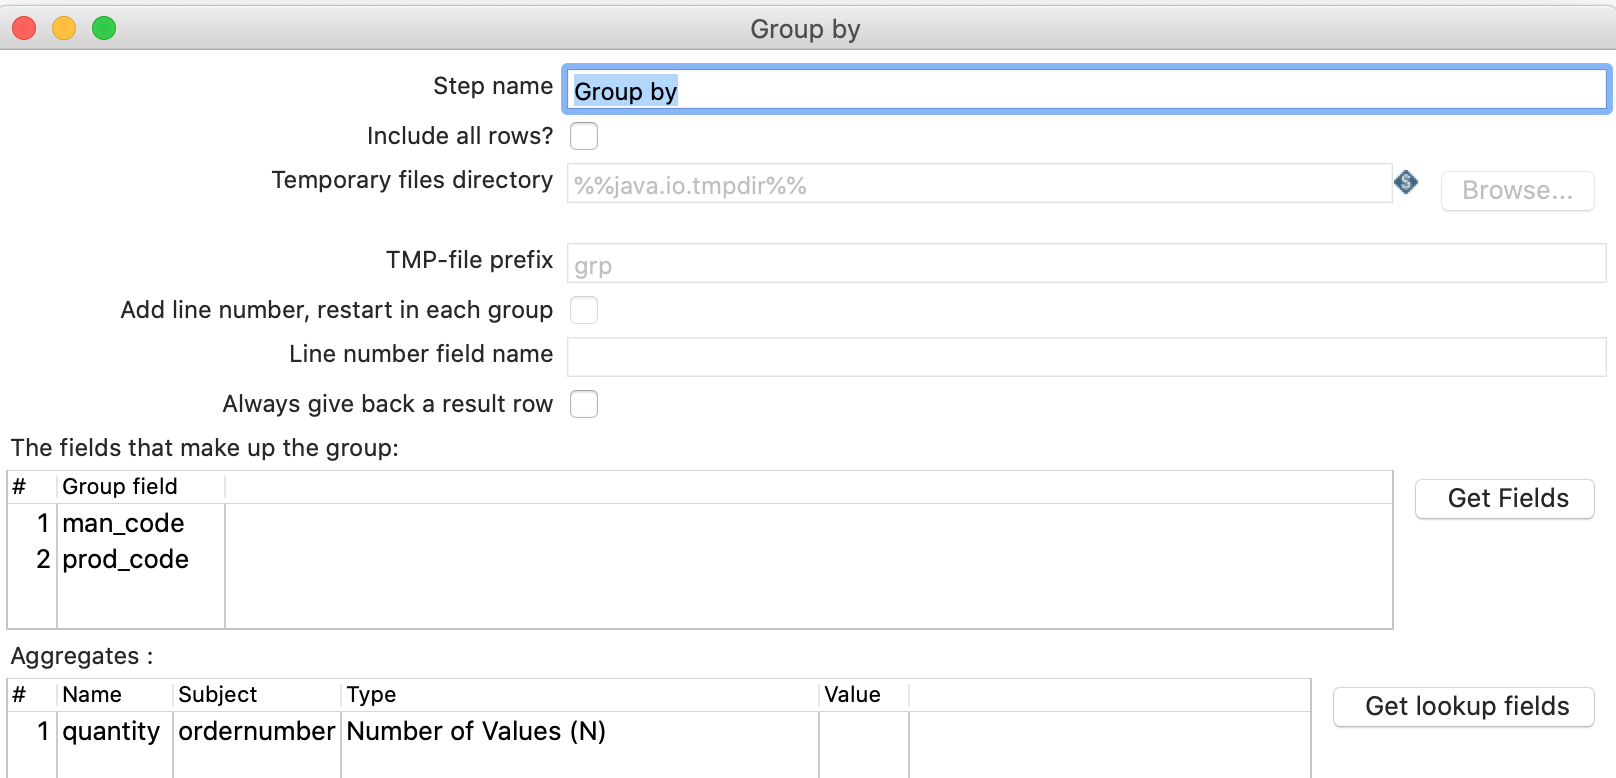 Group by
Step name Group by
Include all rows?
Temporary files directory %%java.io.tmpdir%% $ Browse...
TMP-file prefix grp
Add line number, restart in each group
Line number field name
Always give back a result row
The fields that make up the group:
# Group field Get Fields
1 man_code
2 prod_code
Aggregates :
# Name Subject Type Value Get lookup fields
1 quantity ordernumber Number of Values (N)